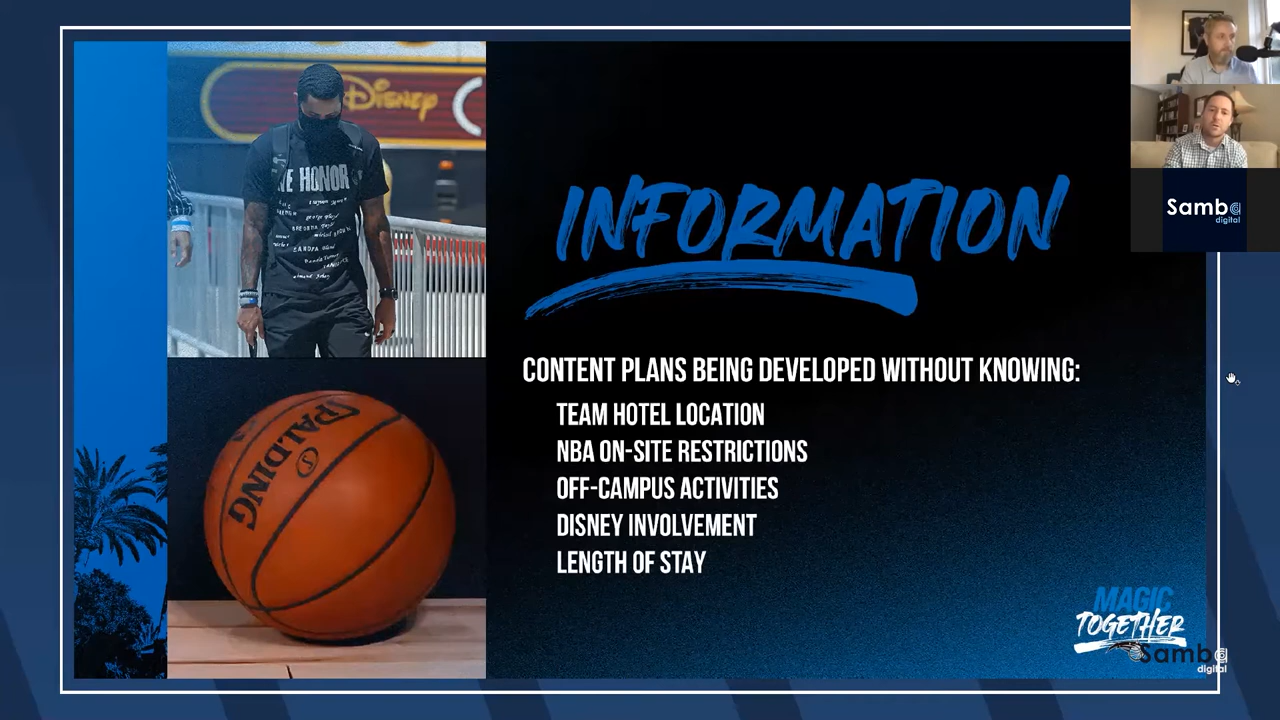 Disney
WE HONOR
SPALDING
INFORMATION
CONTENT PLANS BEING DEVELOPED WITHOUT KNOWING:
TEAM HOTEL LOCATION
NBA ON-SITE RESTRICTIONS
OFF-CAMPUS ACTIVITIES
DISNEY INVOLVEMENT
LENGTH OF STAY
MAGIC
TOGETHER
Samba
digital
Samba
digital